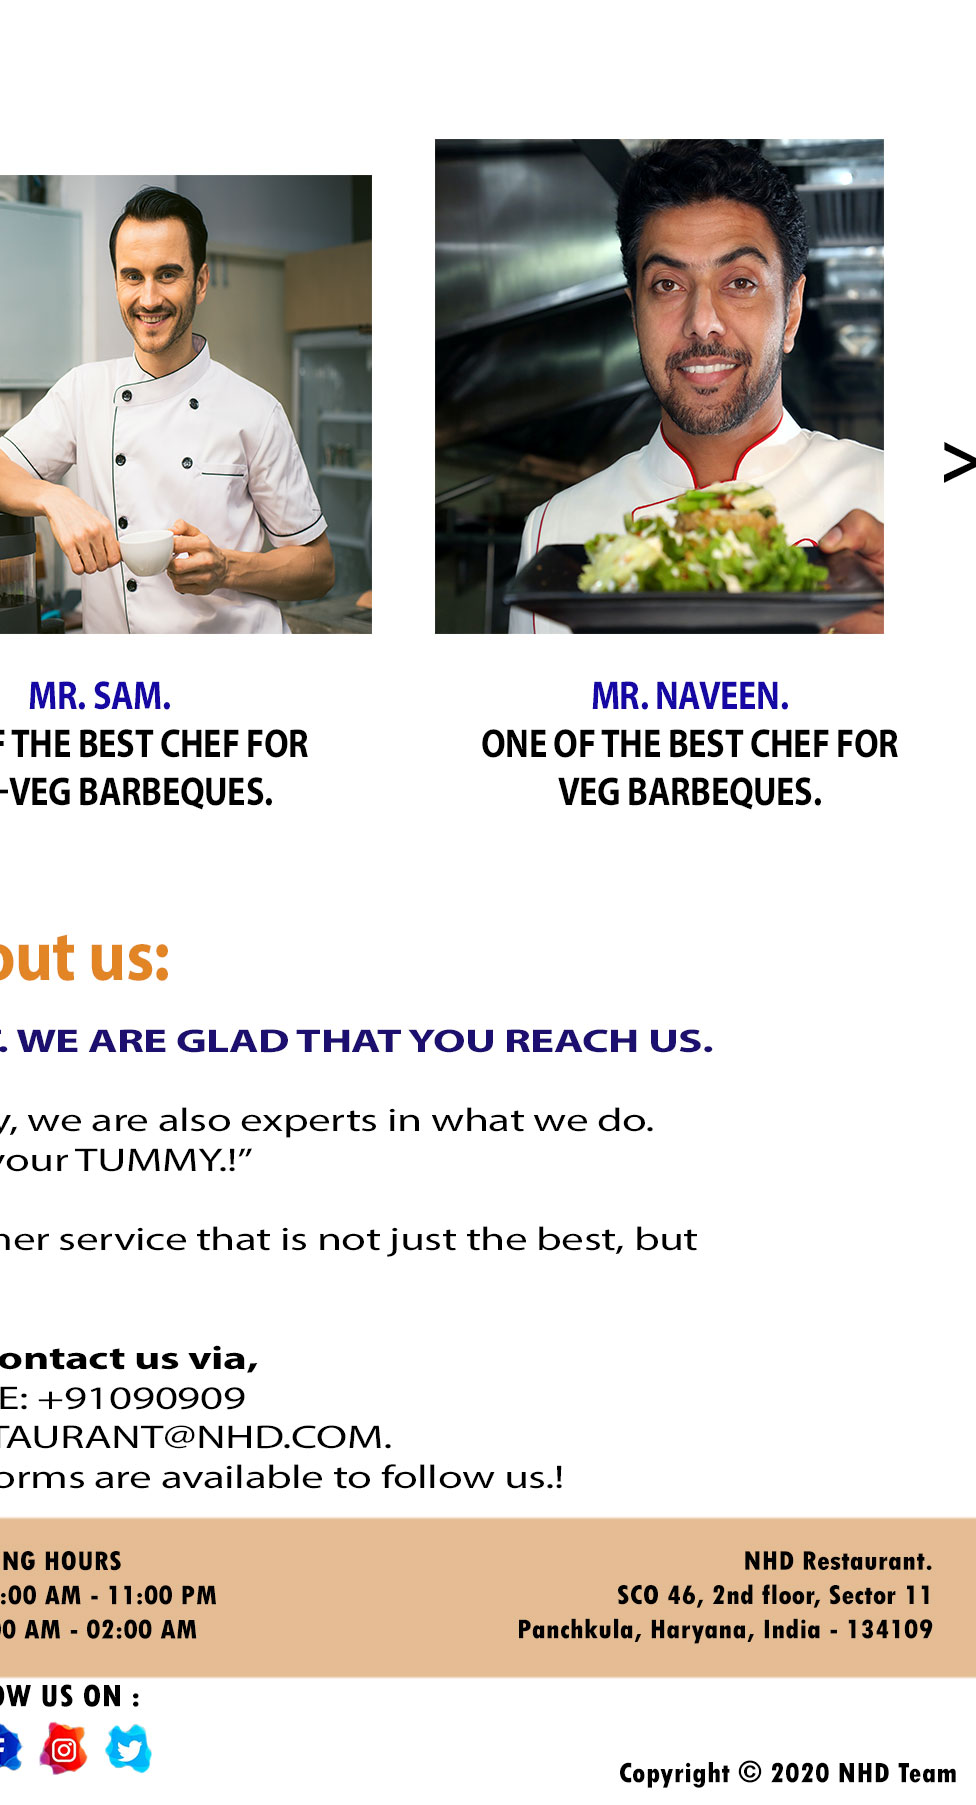 >
MR. SAM.
F THE BEST CHEF FOR
-VEG BARBEQUES.
MR. NAVEEN.
ONE OF THE BEST CHEF FOR
VEG BARBEQUES.
out us:
. WE ARE GLAD THAT YOU REACH US.
y, we are also experts in what we do.
your TUMMY.!”
ner service that is not just the best, but
ontact us via,
E: +91090909
TAURANT@NHD.COM.
orms are available to follow us.!
NG HOURS
:00 AM - 11:00 PM
00 AM - 02:00 AM
NHD Restaurant.
SCO 46, 2nd floor, Sector 11
Panchkula, Haryana, India - 134109
OW US ON :
Copyright © 2020 NHD Team